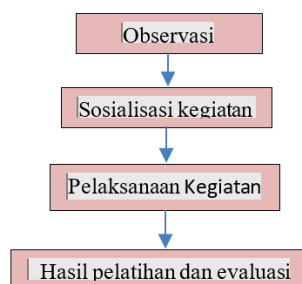 Observasi
Sosialisasi kegiatan
Pelaksanaan Kegiatan
Hasil pelatihan dan evaluasi